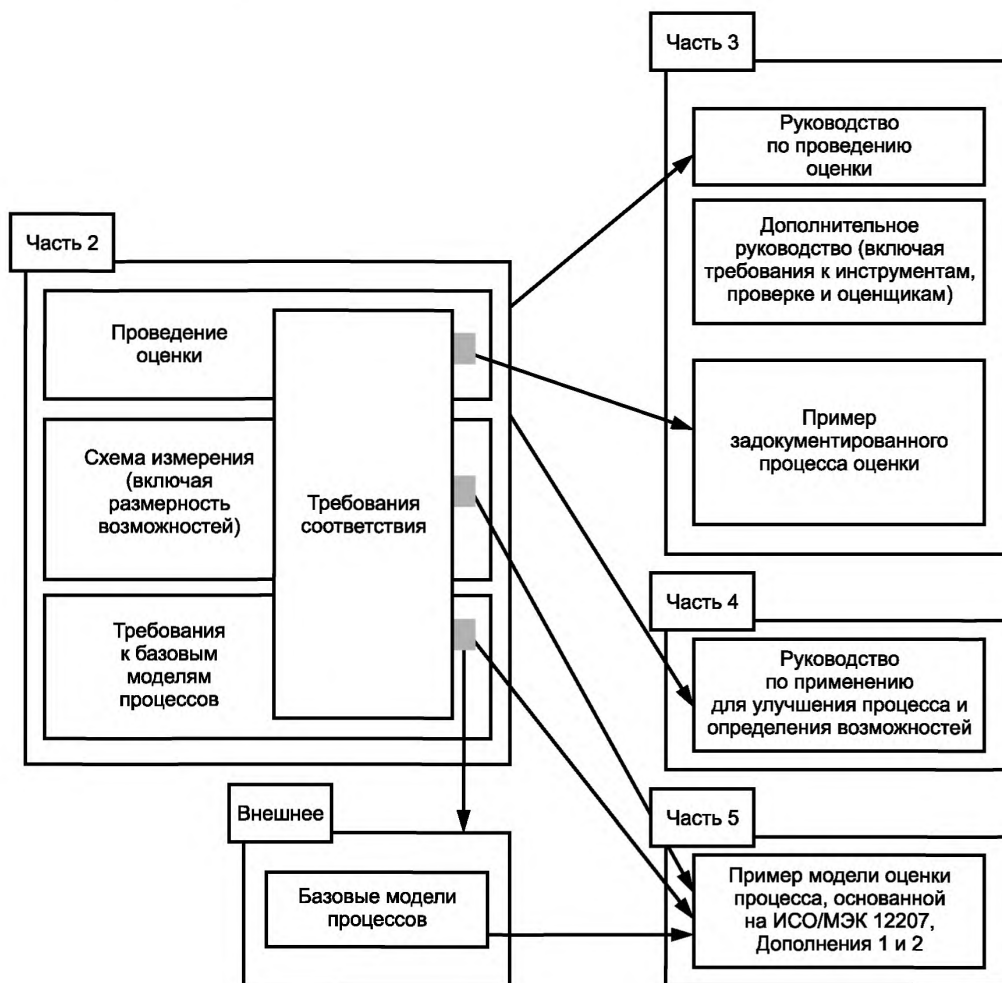 Часть 3
Руководство
по проведению
оценки
Дополнительное
руководство (включая
требования к инструментам,
проверке и оценщикам)
Пример
задокументированного
процесса оценки
Часть 2
Проведение
оценки
Схема измерения
(включая
размерность
возможностей)
Требования
к базовым
моделям
процессов
Требования
соответствия
Часть 4
Руководство
по применению
для улучшения процесса и
определения возможностей
Внешнее
Базовые модели
процессов
Часть 5
Пример модели оценки
процесса, основанной
на ИСО/МЭК 12207,
Дополнения 1 и 2